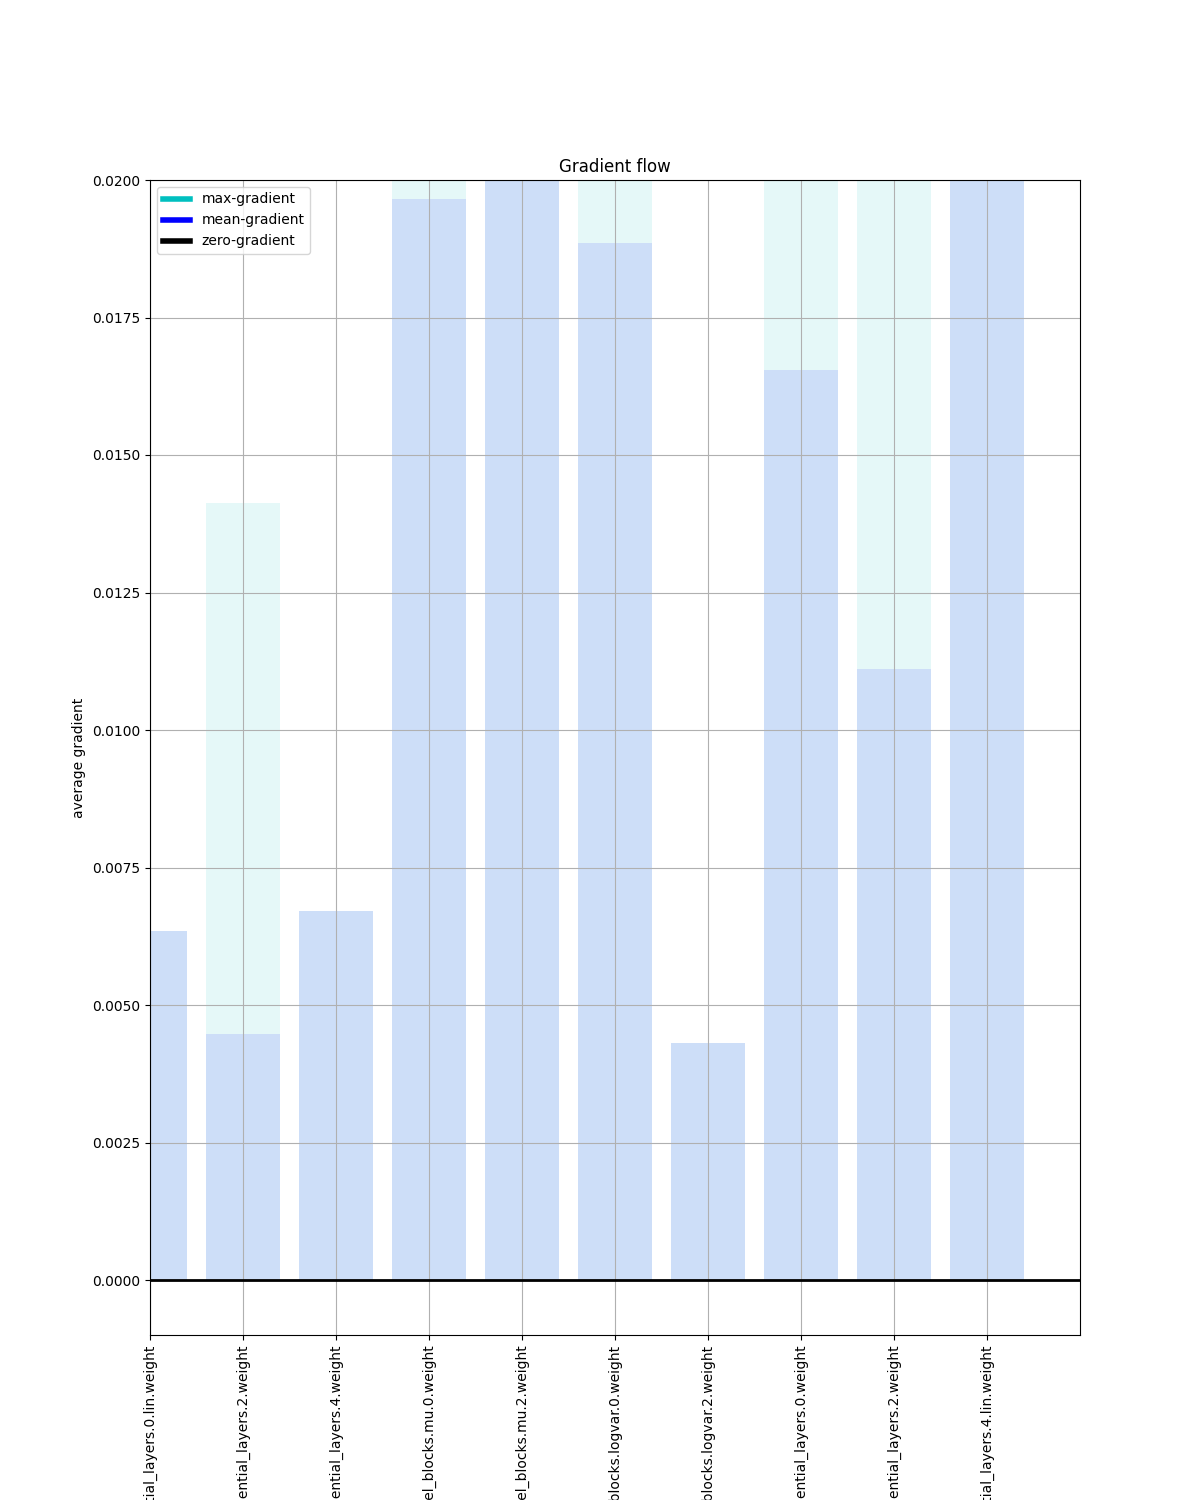 Gradient flow
max-gradient
mean-gradient
zero-gradient
0.0200
0.0175
0.0150
0.0125
0.0100
0.0075
0.0050
0.0025
0.0000
average gradient
tial_layers.0.lin.weight
ential_layers.2.weight
ential_layers.4.weight
el_blocks.mu.0.weight
el_blocks.mu.2.weight
blocks.logvar.0.weight
blocks.logvar.2.weight
ential_layers.0.weight
ential_layers.2.weight
tial_layers.4.lin.weight